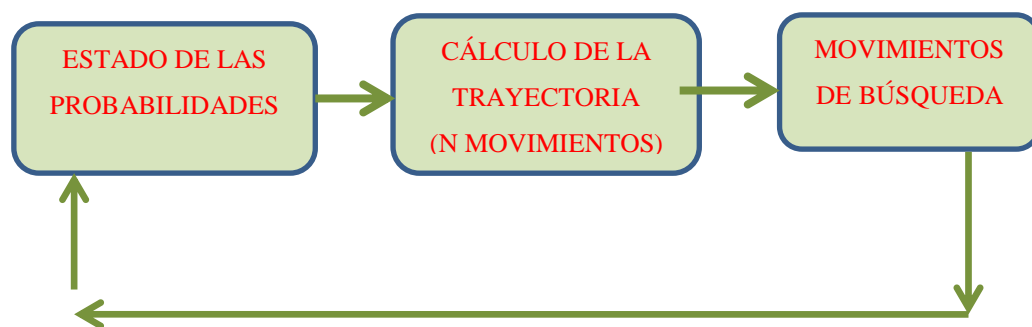 ESTADO DE LAS
PROBABILIDADES
CÁLCULO DE LA
TRAYECTORIA
(N MOVIMIENTOS)
MOVIMIENTOS
DE BÚSQUEDA